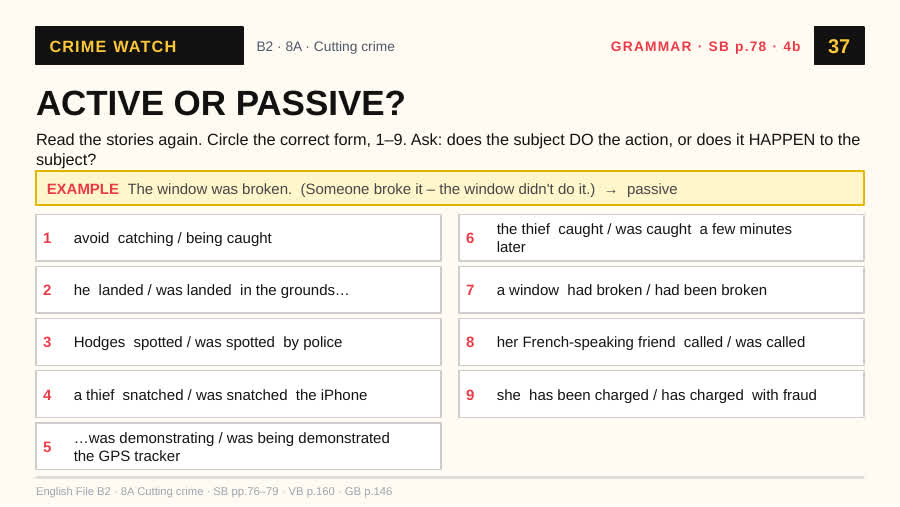 CRIME WATCH
B2 · 8A · Cutting crime
GRAMMAR · SB p.78 · 4b
37
ACTIVE OR PASSIVE?
Read the stories again. Circle the correct form, 1–9. Ask: does the subject DO the action, or does it HAPPEN to the
subject?
EXAMPLE The window was broken. (Someone broke it – the window didn't do it.) → passive
1 avoid catching / being caught
2 he landed / was landed in the grounds…
3 Hodges spotted / was spotted by police
4 a thief snatched / was snatched the iPhone
5 …was demonstrating / was being demonstrated
the GPS tracker
6 the thief caught / was caught a few minutes
later
7 a window had broken / had been broken
8 her French-speaking friend called / was called
9 she has been charged / has charged with fraud
English File B2 · 8A Cutting crime · SB pp.76–79 · VB p.160 · GB p.146